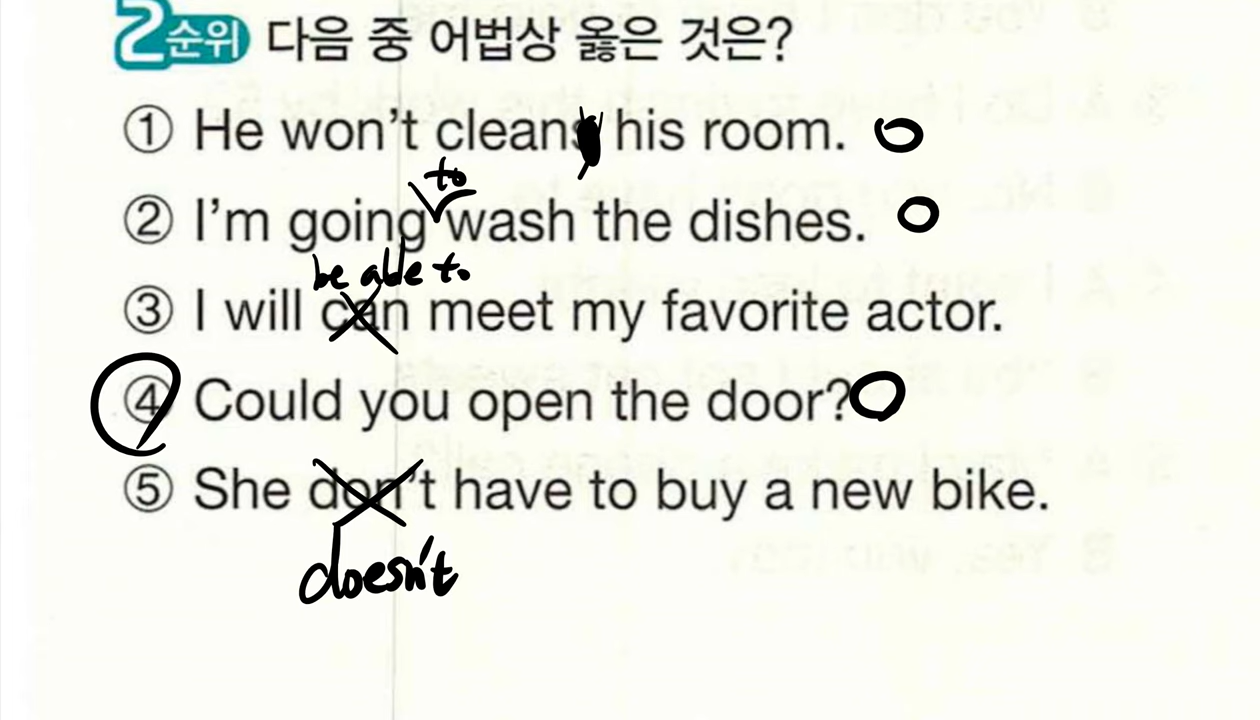 2순위 다음 중 어법상 옳은 것은?
① He won't cleans his room. O
to
② I'm going wash the dishes. O
be able to
③ I will can meet my favorite actor.
④ Could you open the door? O
⑤ She don't have to buy a new bike.
doesn't